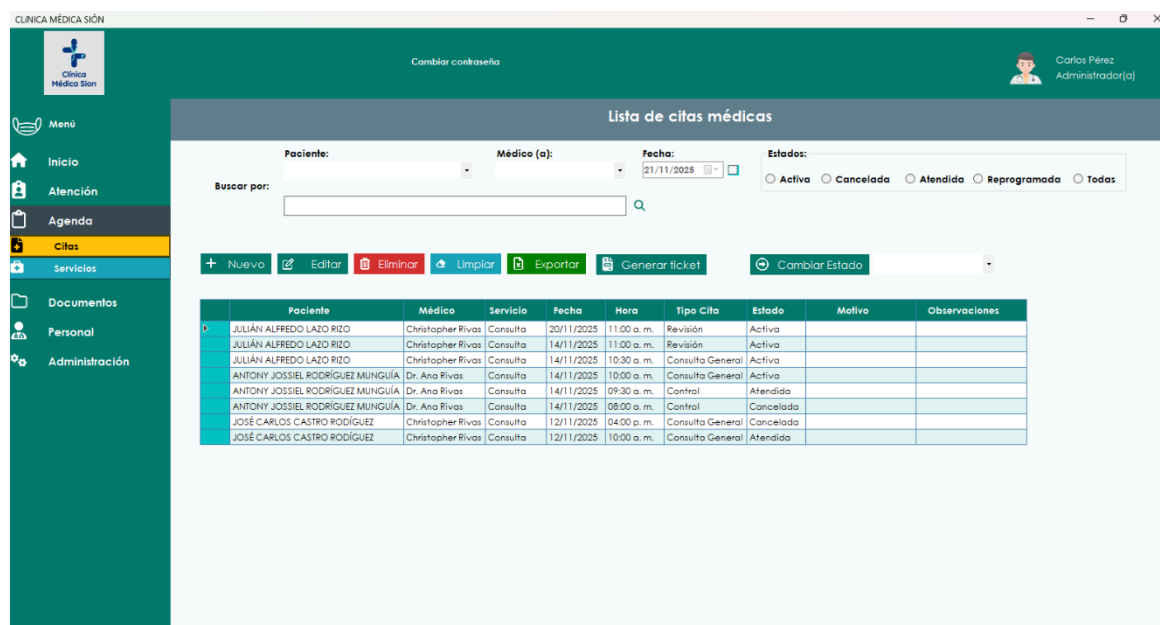 CLíNICA MÉDICA SIÓN
Clínica
Médica Sion
Cambiar contraseña
Carlos Pérez
Administrador(a)
Menú
Inicio
Atención
Agenda
Citas
Servicios
Documentos
Personal
Administración
Lista de citas médicas
Paciente: Médico (a): Fecha: Estados:
21/11/2025
Activa Cancelada Atendida Reprogramada Todas
Buscar por:
Nuevo Editar Eliminar Limpiar Exportar Generar ticket Cambiar Estado
Paciente Médico Servicio Fecha Hora Tipo Cita Estado Motivo Observaciones
JULIÁN ALFREDO LAZO RIZO Christopher Rivas Consulta 20/11/2025 11:00 a. m. Revisión Activa
JULIÁN ALFREDO LAZO RIZO Christopher Rivas Consulta 14/11/2025 11:00 a. m. Revisión Activa
JULIÁN ALFREDO LAZO RIZO Christopher Rivas Consulta 14/11/2025 10:30 a. m. Consulta General Activa
ANTONY JOSSIEL RODRÍGUEZ MUNGUÍA Dr. Ana Rivas Consulta 14/11/2025 10:00 a. m. Consulta General Activa
ANTONY JOSSIEL RODRÍGUEZ MUNGUÍA Dr. Ana Rivas Consulta 14/11/2025 09:30 a. m. Control Atendida
ANTONY JOSSIEL RODRÍGUEZ MUNGUÍA Dr. Ana Rivas Consulta 14/11/2025 08:00 a. m. Control Cancelada
JOSÉ CARLOS CASTRO RODÍGUEZ Christopher Rivas Consulta 12/11/2025 04:00 p. m. Consulta General Cancelada
JOSÉ CARLOS CASTRO RODÍGUEZ Christopher Rivas Consulta 12/11/2025 10:00 a. m. Consulta General Atendida